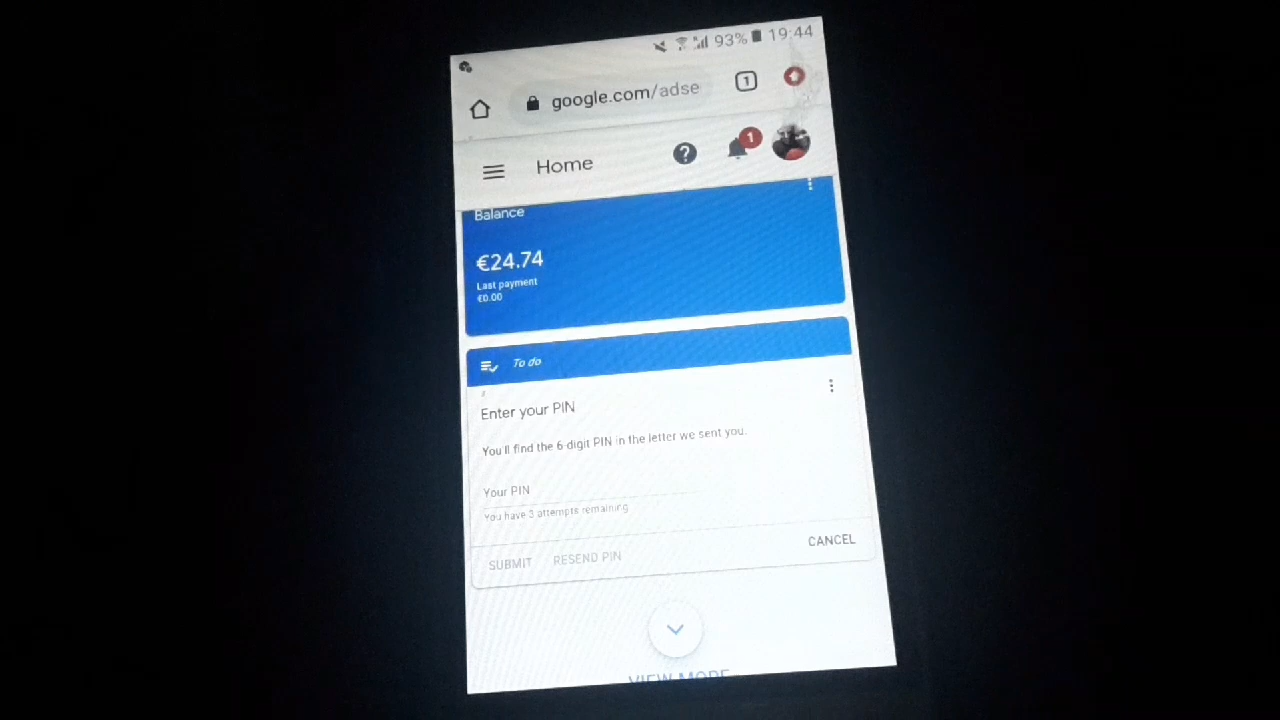 93% 19:44
google.com/adse
1
Home
1
Balance
€24.74
Last payment
€0.00
To do
Enter your PIN
You'll find the 6-digit PIN in the letter we sent you.
Your PIN
You have 3 attempts remaining
SUBMIT RESEND PIN CANCEL
VIEW MORE